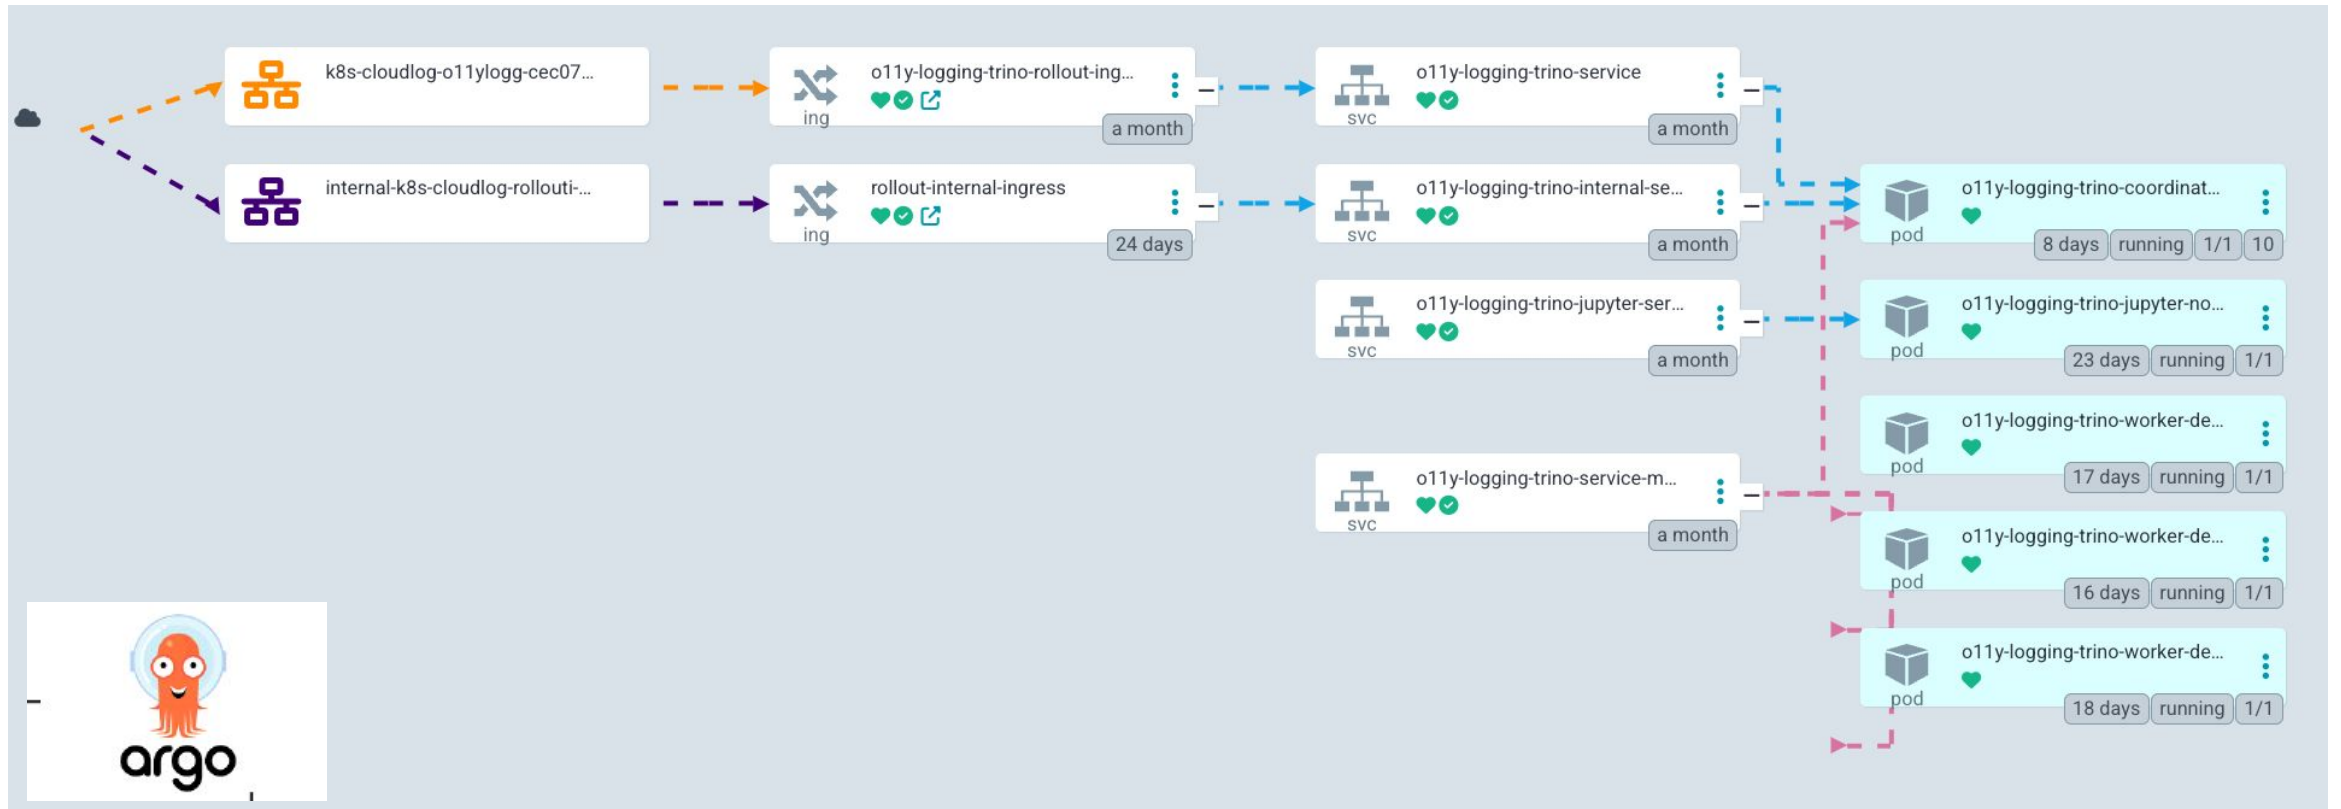 k8s-cloudlog-o11ylogg-cec07...
o11y-logging-trino-rollout-ing...
ing
a month
o11y-logging-trino-service
svc
a month
internal-k8s-cloudlog-rollouti-...
rollout-internal-ingress
ing
24 days
o11y-logging-trino-internal-se...
svc
a month
o11y-logging-trino-coordinat...
pod
8 days running 1/1 10
o11y-logging-trino-jupyter-ser...
svc
a month
o11y-logging-trino-jupyter-no...
pod
23 days running 1/1
o11y-logging-trino-worker-de...
pod
17 days running 1/1
o11y-logging-trino-service-m...
svc
a month
o11y-logging-trino-worker-de...
pod
16 days running 1/1
o11y-logging-trino-worker-de...
pod
18 days running 1/1
argo